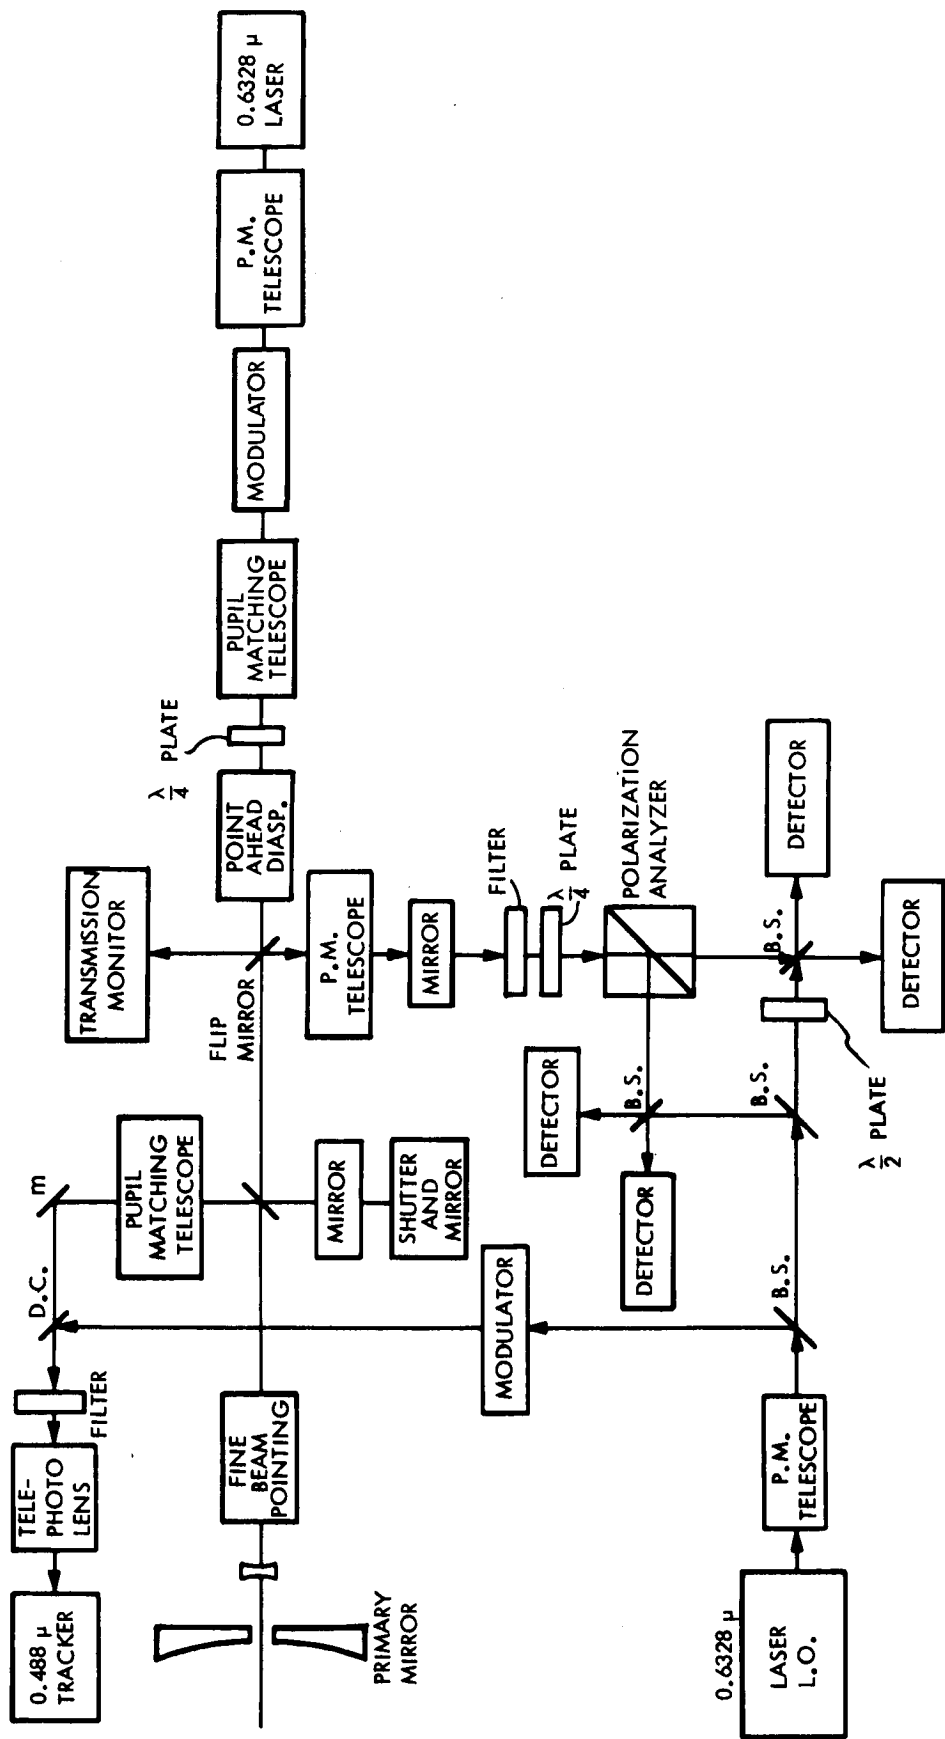 0.488 μ
TRACKER
TELE-
PHOTO
LENS
FILTER
D.C.
m
PUPIL
MATCHING
TELESCOPE
TRANSMISSION
MONITOR
PRIMARY
MIRROR
FINE
BEAM
POINTING
MIRROR
SHUTTER
AND
MIRROR
FLIP
MIRROR
POINT
AHEAD
DIASP.
λ
4
PLATE
PUPIL
MATCHING
TELESCOPE
MODULATOR
P.M.
TELESCOPE
0.6328 μ
LASER
P.M.
TELESCOPE
MIRROR
FILTER
λ
4
PLATE
POLARIZATION
ANALYZER
MODULATOR
DETECTOR
B.S.
DETECTOR
0.6328 μ
LASER
L.O.
P.M.
TELESCOPE
B.S.
B.S.
λ
2
PLATE
B.S.
DETECTOR
DETECTOR